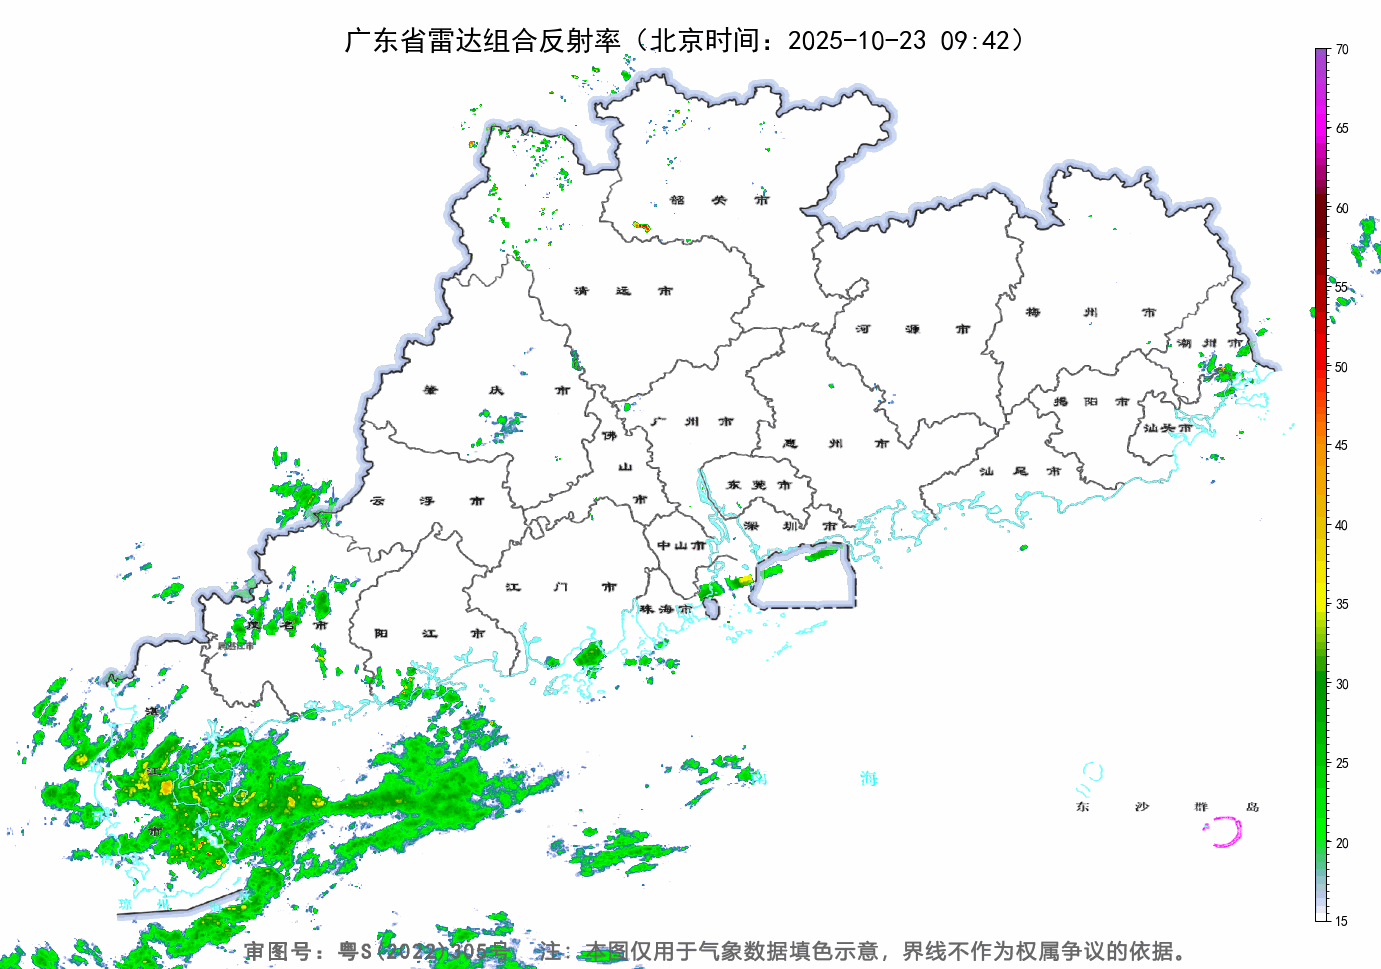 广东省雷达组合反射率（北京时间：2025-10-23 09:42）
70
65
60
55
50
45
40
35
30
25
20
15
韶 关 市
清 远 市
河 源 市
梅 州 市
潮 州 市
肇 庆 市
广 州 市
佛 山 市
惠 州 市
揭 阳 市
汕头市
汕 尾 市
云 浮 市
东 莞 市
深 圳 市
中山市
江 门 市
珠海市
阳 江 市
茂 名 市
湛 江 市
南 海
东 沙 群 岛
琼 州
审图号：粤S(2022)305号 注：本图仅用于气象数据填色示意，界线不作为权属争议的依据。